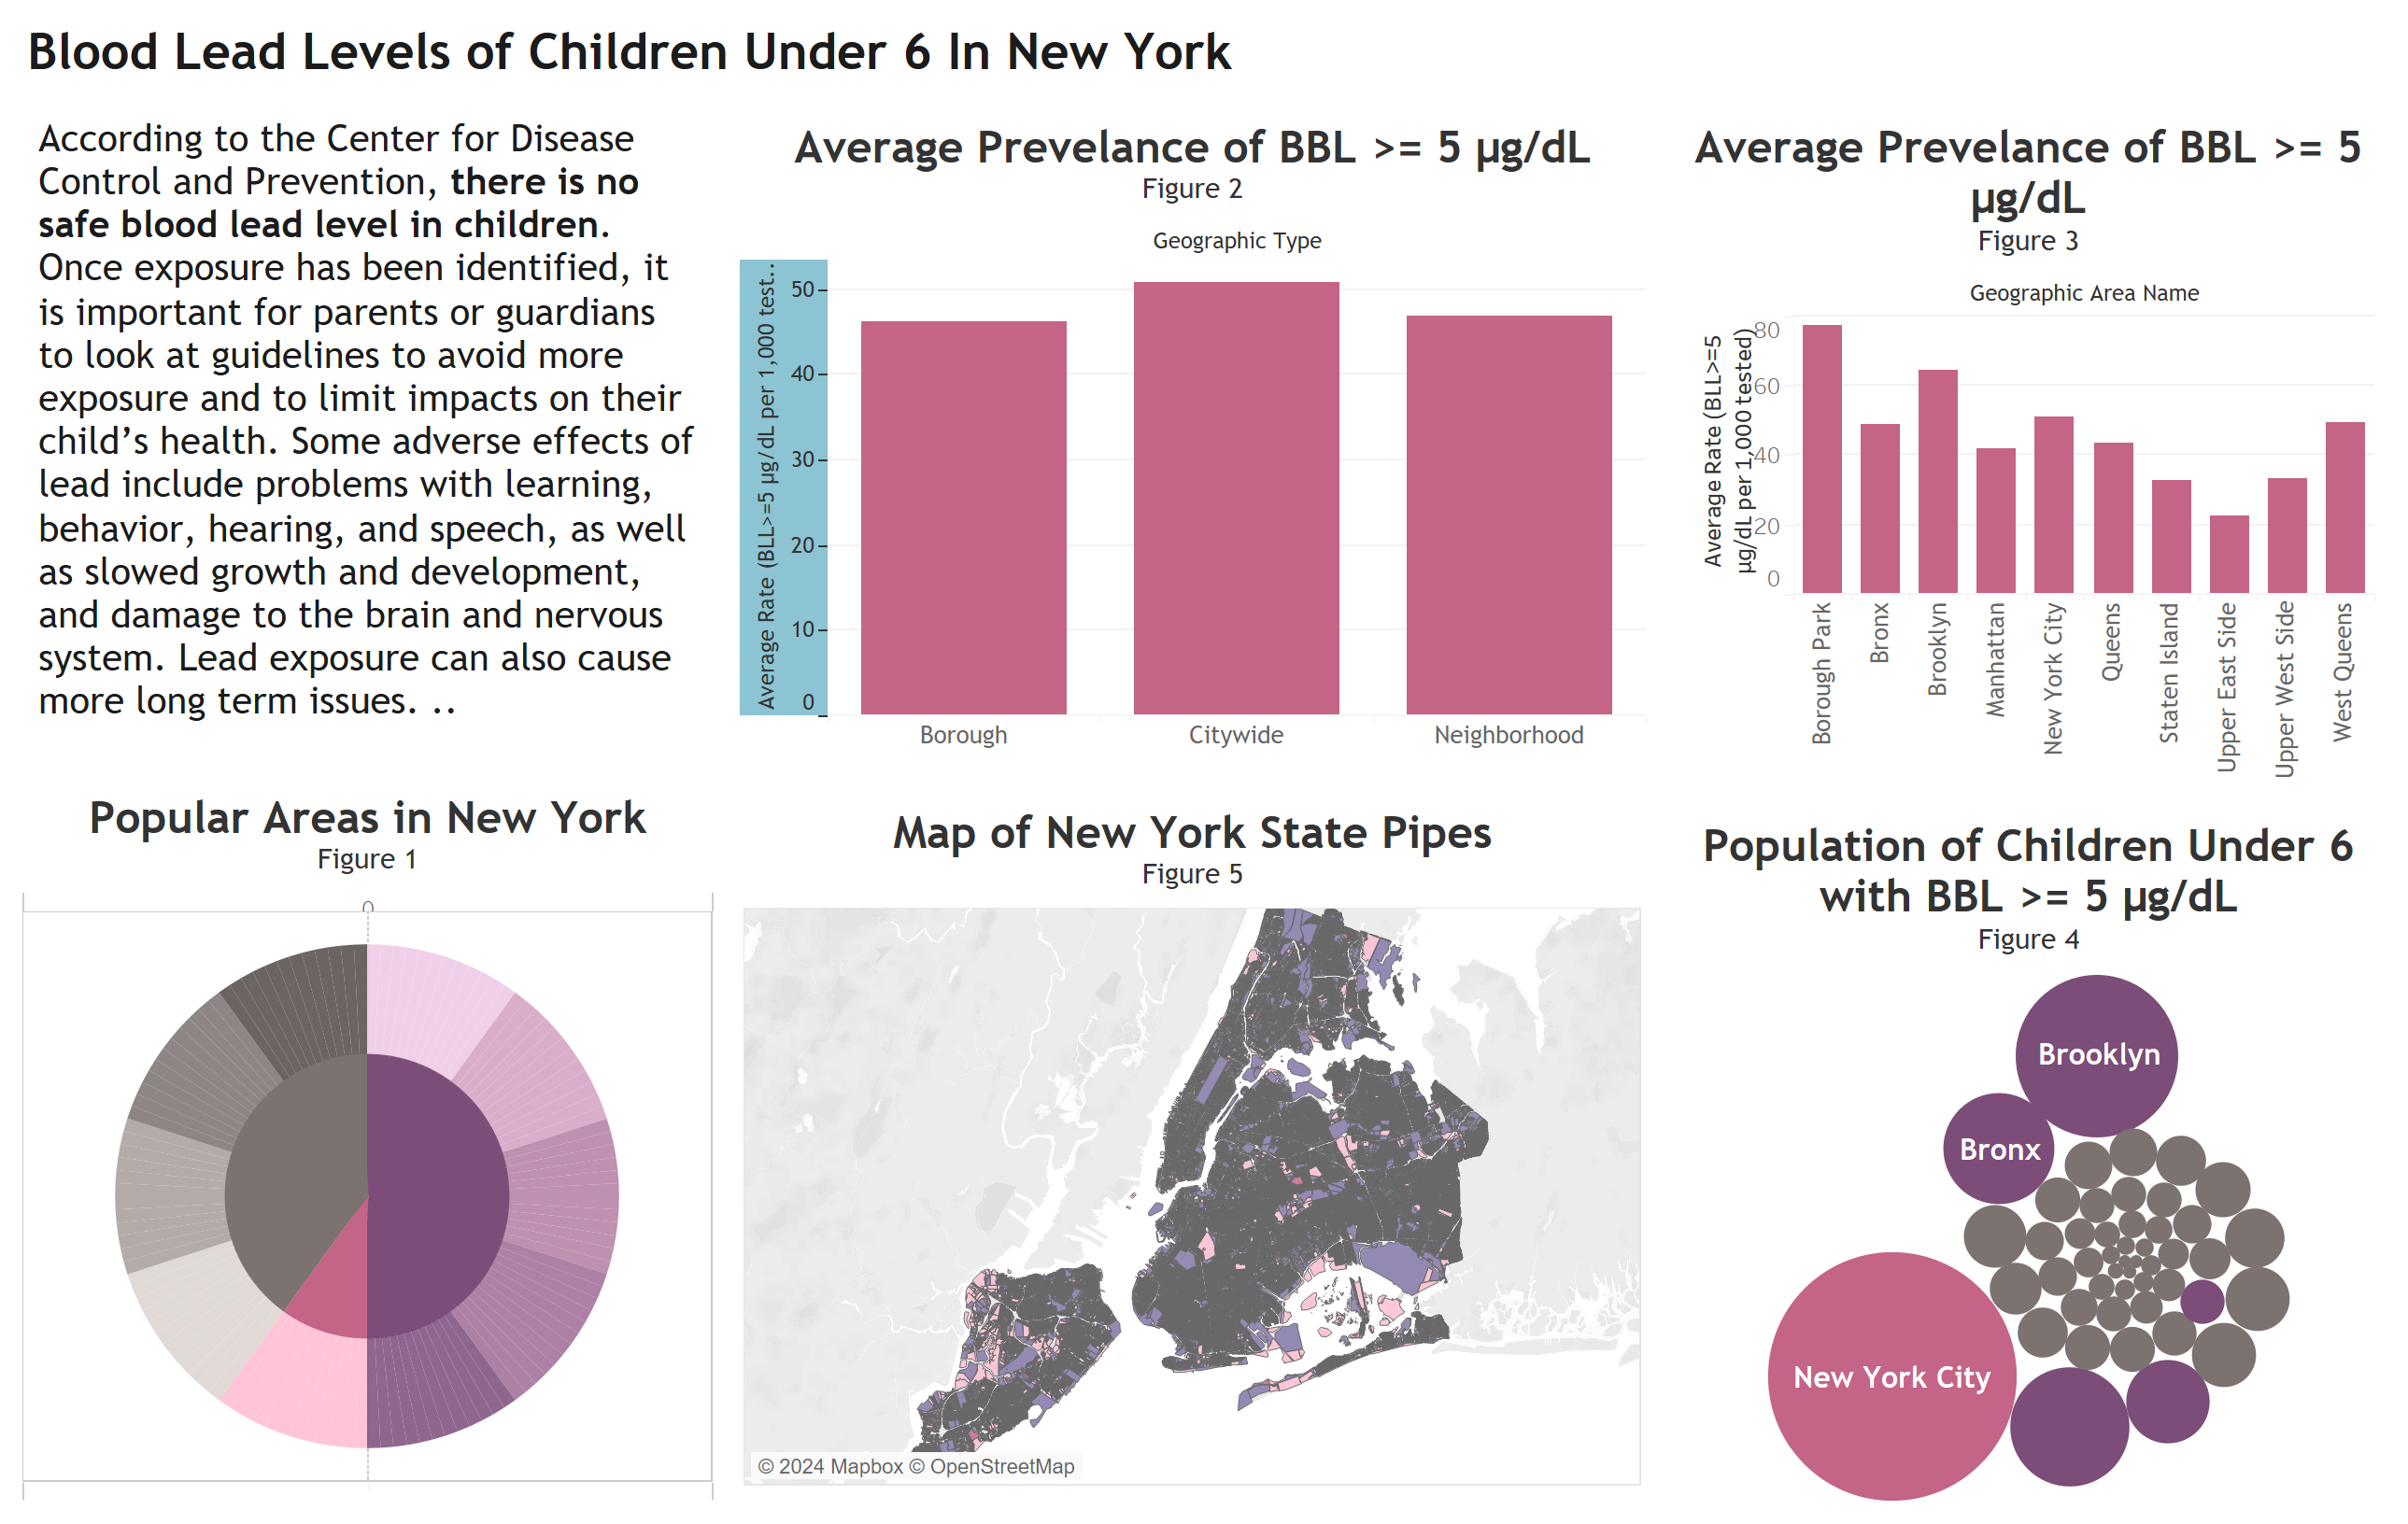 Blood Lead Levels of Children Under 6 In New York
According to the Center for Disease
Control and Prevention, there is no
safe blood lead level in children.
Once exposure has been identified, it
is important for parents or guardians
to look at guidelines to avoid more
exposure and to limit impacts on their
child’s health. Some adverse effects of
lead include problems with learning,
behavior, hearing, and speech, as well
as slowed growth and development,
and damage to the brain and nervous
system. Lead exposure can also cause
more long term issues. ..
Average Prevelance of BBL >= 5 µg/dL
Figure 2
Geographic Type
Average Rate (BLL>=5 µg/dL per 1,000 test..
50
40
30
20
10
0
Borough
Citywide
Neighborhood
Average Prevelance of BBL >= 5
µg/dL
Figure 3
Geographic Area Name
Average Rate (BLL>=5
µg/dL per 1,000 tested)
80
60
40
20
0
Borough Park
Bronx
Brooklyn
Manhattan
New York City
Queens
Staten Island
Upper East Side
Upper West Side
West Queens
Popular Areas in New York
Figure 1
0
Map of New York State Pipes
Figure 5
© 2024 Mapbox © OpenStreetMap
Population of Children Under 6
with BBL >= 5 µg/dL
Figure 4
Brooklyn
Bronx
New York City